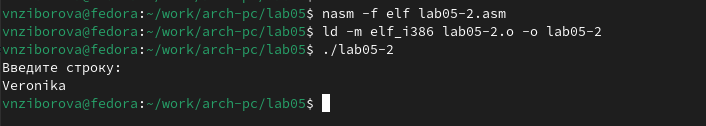 vnziborova@fedora:~/work/arch-pc/lab05$ nasm -f elf lab05-2.asm
vnziborova@fedora:~/work/arch-pc/lab05$ ld -m elf_i386 lab05-2.o -o lab05-2
vnziborova@fedora:~/work/arch-pc/lab05$ ./lab05-2
Введите строку:
Veronika
vnziborova@fedora:~/work/arch-pc/lab05$